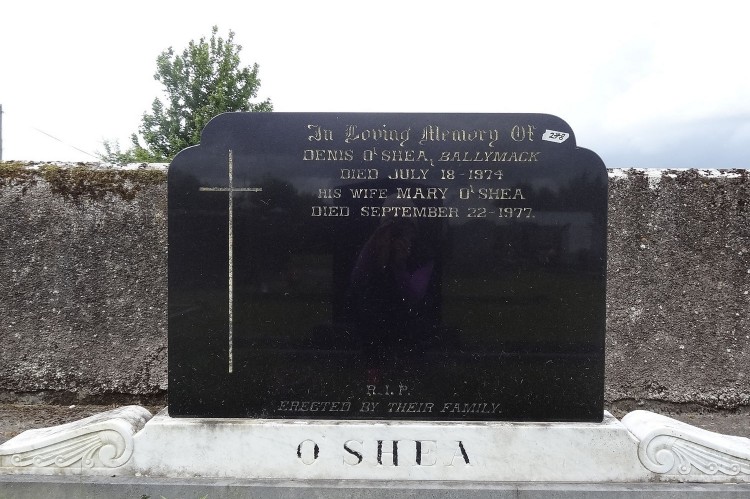 In Loving Memory Of
278
DENIS O'SHEA, BALLYMACK
DIED JULY 18-1974
HIS WIFE MARY O'SHEA
DIED SEPTEMBER 22-1977.
R.I.P.
ERECTED BY THEIR FAMILY.
O SHEA